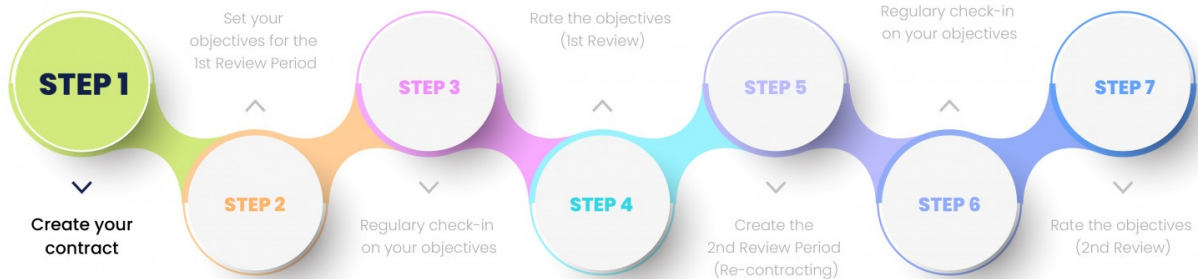 STEP 1
Create your
contract
Set your
objectives for the
1st Review Period
STEP 2
STEP 3
Regulary check-in
on your objectives
Rate the objectives
(1st Review)
STEP 4
STEP 5
Create the
2nd Review Period
(Re-contracting)
Regulary check-in
on your objectives
STEP 6
STEP 7
Rate the objectives
(2nd Review)